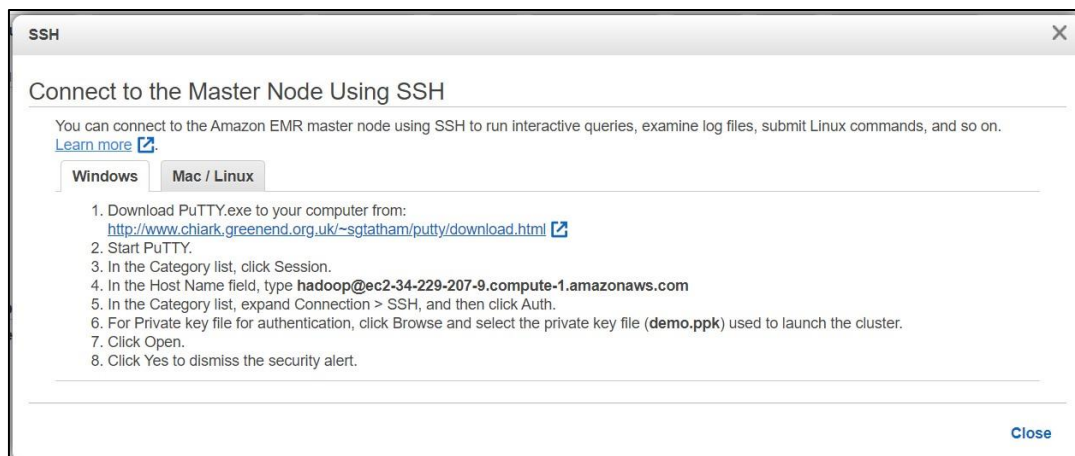 SSH
Connect to the Master Node Using SSH
You can connect to the Amazon EMR master node using SSH to run interactive queries, examine log files, submit Linux commands, and so on.
Learn more.
Windows
Mac / Linux
1. Download PuTTY.exe to your computer from:
http://www.chiark.greenend.org.uk/~sgtatham/putty/download.html
2. Start PuTTY.
3. In the Category list, click Session.
4. In the Host Name field, type hadoop@ec2-34-229-207-9.compute-1.amazonaws.com
5. In the Category list, expand Connection > SSH, and then click Auth.
6. For Private key file for authentication, click Browse and select the private key file (demo.ppk) used to launch the cluster.
7. Click Open.
8. Click Yes to dismiss the security alert.
Close